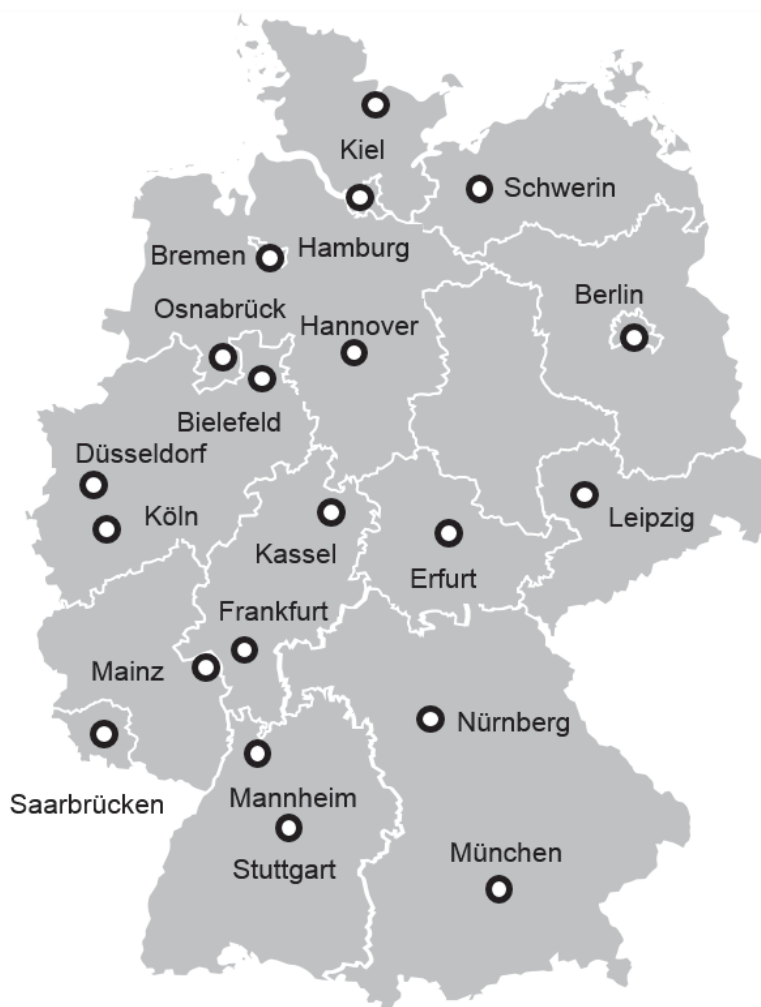 Kiel
Schwerin
Hamburg
Bremen
Berlin
Osnabrück
Hannover
Bielefeld
Düsseldorf
Köln
Leipzig
Kassel
Erfurt
Frankfurt
Mainz
Nürnberg
Saarbrücken
Mannheim
Stuttgart
München